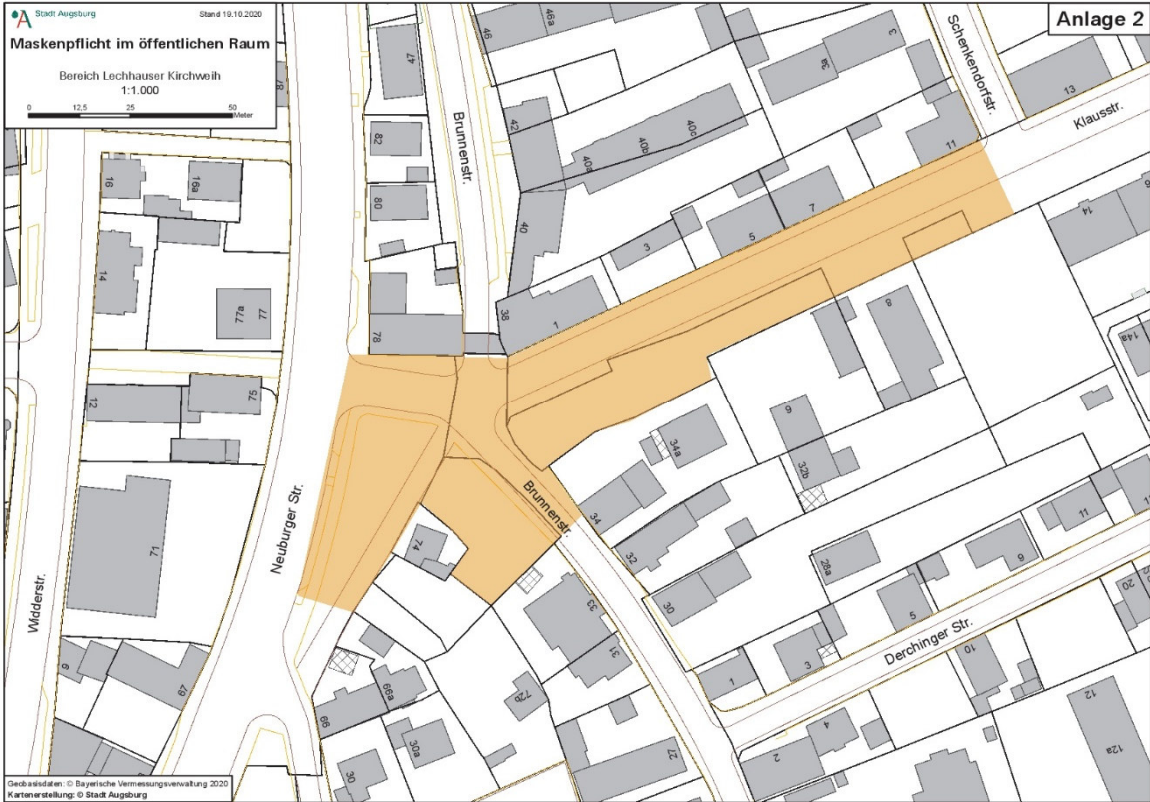 Stadt Augsburg
Stand 19.10.2020
Maskenpflicht im öffentlichen Raum
Bereich Lechhauser Kirchweih
1:1.000
0 12,5 25 50
Meter
Anlage 2
46
46a
47
78
Brunnenstr.
42
82
80
40
40a
40b
40c
3a
3
Schenkendorfstr.
13
Klausstr.
11
16
16a
14
77a
77
78
38
1
3
5
7
14
14a
8
12
75
71
Widderstr.
Neuburger Str.
74
Brunnenstr.
34a
34
32
30
9
32b
28a
11
9
5
3
1
Derchinger Str.
20
10
12
12a
33
31
72b
66a
66
30a
30
27
2
4
67
Geobasisdaten: © Bayerische Vermessungsverwaltung 2020
Kartenerstellung: © Stadt Augsburg